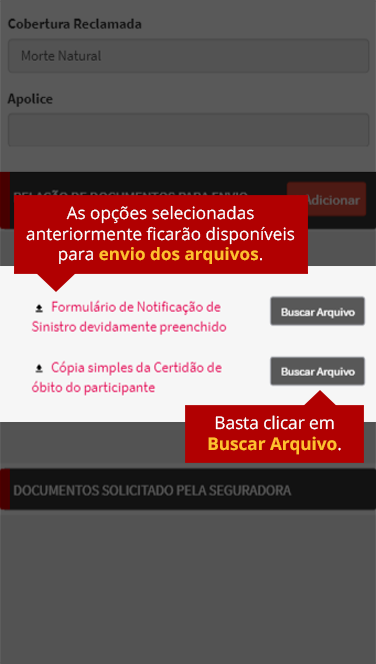 Cobertura Reclamada
Morte Natural
Apolice
RELAÇÃO DE DOCUMENTOS PARA ENVIO
Adicionar
As opções selecionadas
anteriormente ficarão disponíveis
para envio dos arquivos.
Formulário de Notificação de
Sinistro devidamente preenchido
Buscar Arquivo
Cópia simples da Certidão de
óbito do participante
Buscar Arquivo
Basta clicar em
Buscar Arquivo.
DOCUMENTOS SOLICITADO PELA SEGURADORA